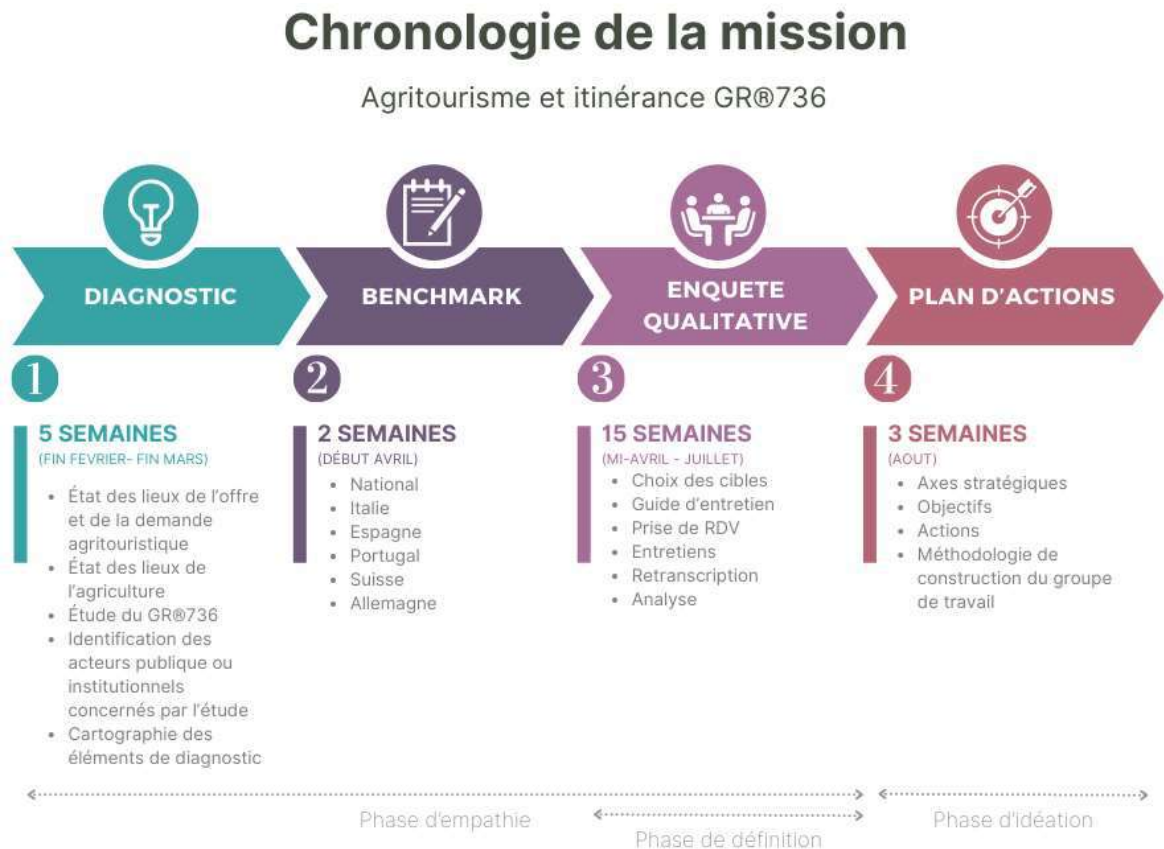 Chronologie de la mission
Agritourisme et itinérance GR®736
DIAGNOSTIC
BENCHMARK
ENQUETE
QUALITATIVE
PLAN D'ACTIONS
1
5 SEMAINES
(FIN FEVRIER- FIN MARS)
• État des lieux de l'offre
et de la demande
agritouristique
• État des lieux de
l'agriculture
• Étude du GR®736
• Identification des
acteurs publique ou
institutionnels
concernés par l'étude
• Cartographie des
éléments de diagnostic
2
2 SEMAINES
(DÉBUT AVRIL)
• National
• Italie
• Espagne
• Portugal
• Suisse
• Allemagne
3
15 SEMAINES
(MI-AVRIL - JUILLET)
• Choix des cibles
• Guide d'entretien
• Prise de RDV
• Entretiens
• Retranscription
• Analyse
4
3 SEMAINES
(AOUT)
• Axes stratégiques
• Objectifs
• Actions
• Méthodologie de
construction du groupe
de travail
Phase d'empathie
Phase de définition
Phase d'idéation